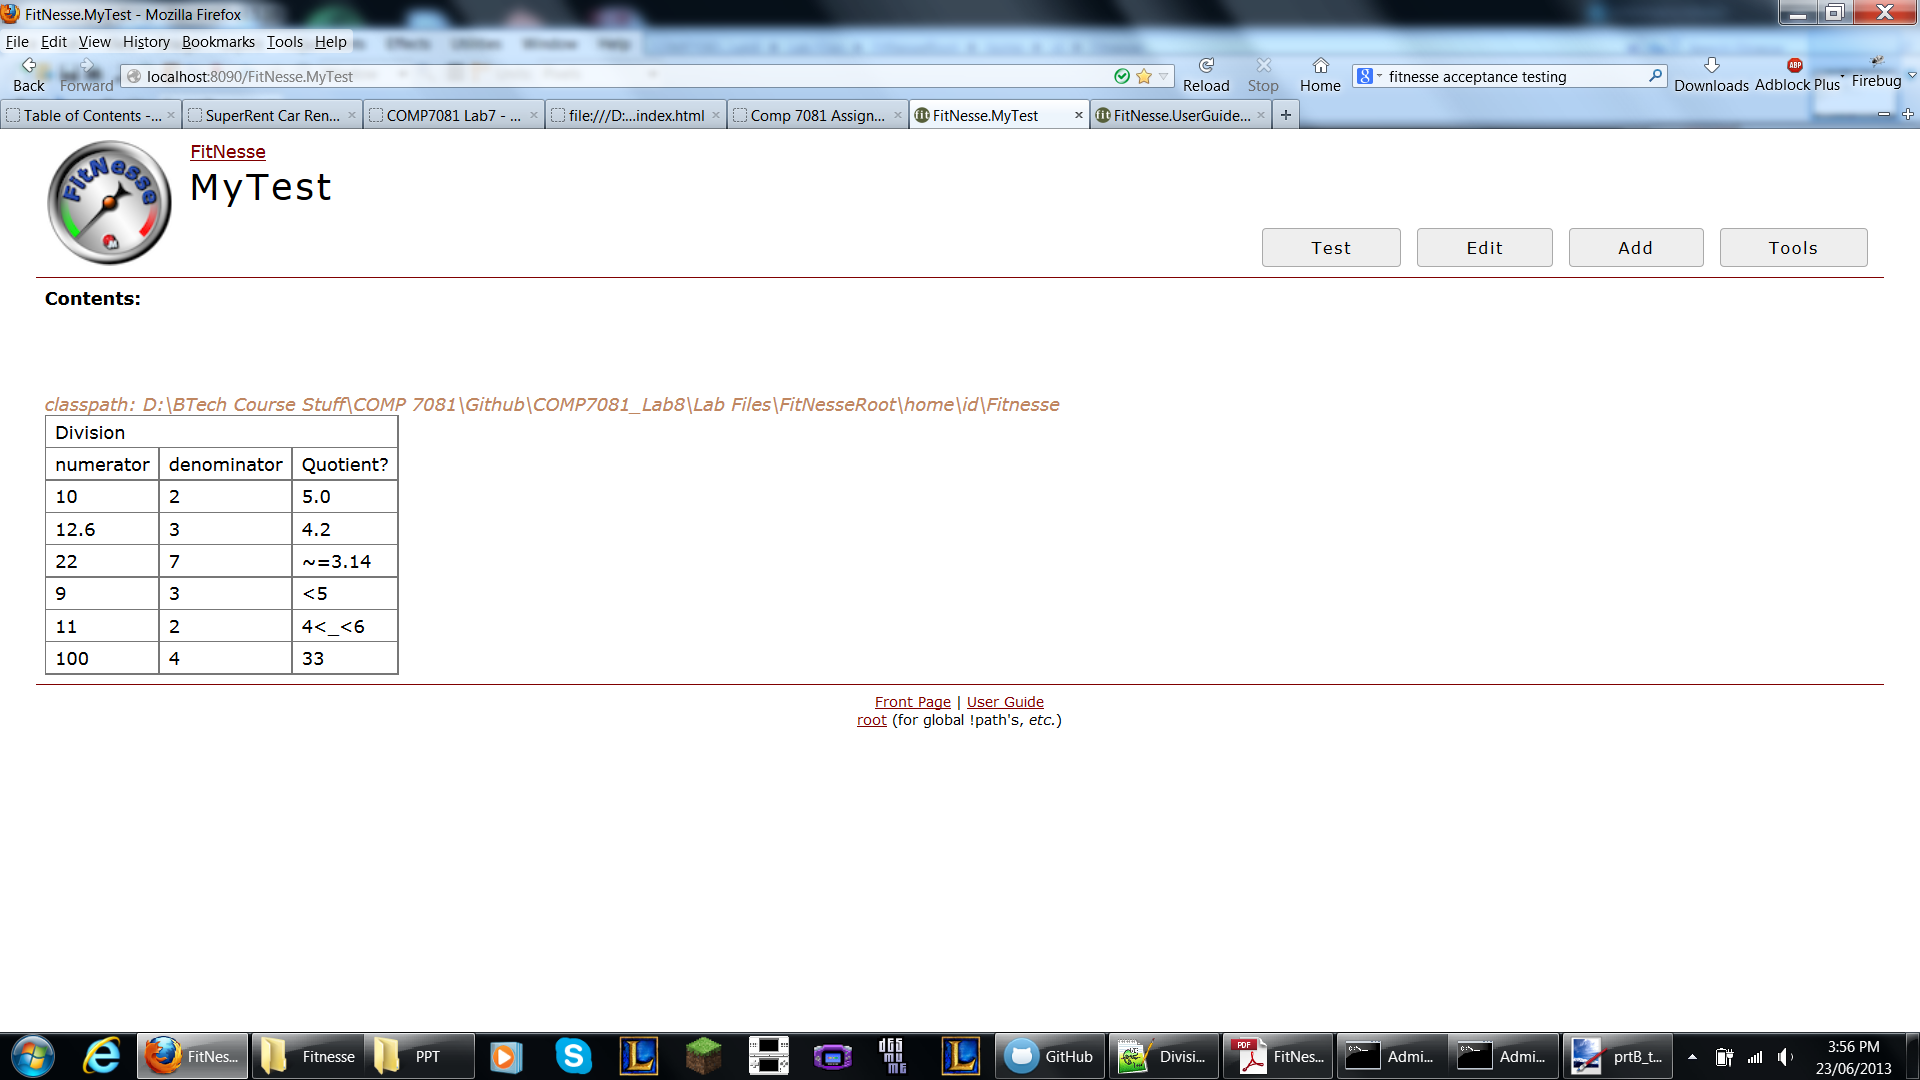 FitNesse.MyTest - Mozilla Firefox
File Edit View History Bookmarks Tools Help
Back Forward localhost:8090/FitNesse.MyTest Reload Stop Home fitnesse acceptance testing Downloads Adblock Plus Firebug
Table of Contents -... SuperRent Car Ren... COMP7081 Lab7 - ... file:///D:...index.html Comp 7081 Assign... FitNesse.MyTest FitNesse.UserGuide...
FitNesse
FitNesse
MyTest
Test Edit Add Tools
Contents:
classpath: D:\BTech Course Stuff\COMP 7081\Github\COMP7081_Lab8\Lab Files\FitNesseRoot\home\id\Fitnesse
Division
numerator denominator Quotient?
10 2 5.0
12.6 3 4.2
22 7 ~=3.14
9 3 <5
11 2 4<_<6
100 4 33
Front Page | User Guide
root (for global !path's, etc.)
FitNes... Fitnesse PPT GitHub Divisi... FitNes... Admi... Admi... prtB_t... 3:56 PM
23/06/2013